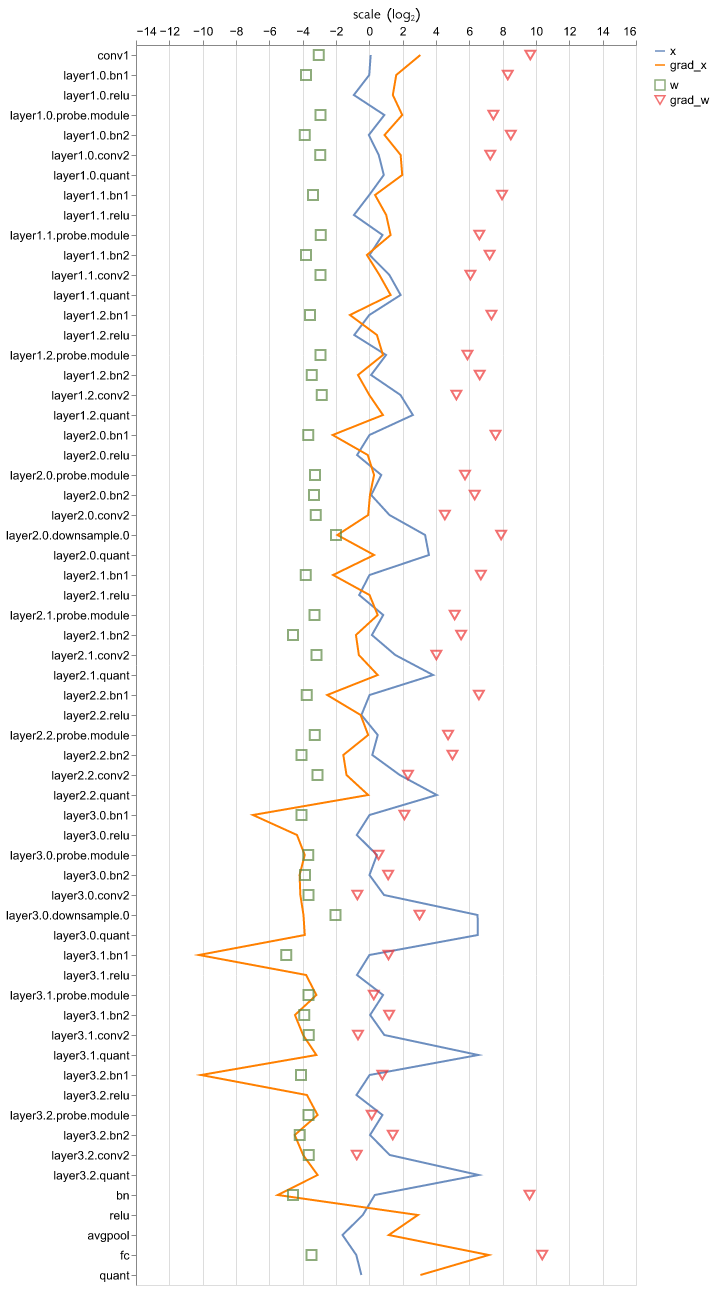 scale (log₂)
−14 −12 −10 −8 −6 −4 −2 0 2 4 6 8 10 12 14 16
x
grad_x
w
grad_w
conv1
layer1.0.bn1
layer1.0.relu
layer1.0.probe.module
layer1.0.bn2
layer1.0.conv2
layer1.0.quant
layer1.1.bn1
layer1.1.relu
layer1.1.probe.module
layer1.1.bn2
layer1.1.conv2
layer1.1.quant
layer1.2.bn1
layer1.2.relu
layer1.2.probe.module
layer1.2.bn2
layer1.2.conv2
layer1.2.quant
layer2.0.bn1
layer2.0.relu
layer2.0.probe.module
layer2.0.bn2
layer2.0.conv2
layer2.0.downsample.0
layer2.0.quant
layer2.1.bn1
layer2.1.relu
layer2.1.probe.module
layer2.1.bn2
layer2.1.conv2
layer2.1.quant
layer2.2.bn1
layer2.2.relu
layer2.2.probe.module
layer2.2.bn2
layer2.2.conv2
layer2.2.quant
layer3.0.bn1
layer3.0.relu
layer3.0.probe.module
layer3.0.bn2
layer3.0.conv2
layer3.0.downsample.0
layer3.0.quant
layer3.1.bn1
layer3.1.relu
layer3.1.probe.module
layer3.1.bn2
layer3.1.conv2
layer3.1.quant
layer3.2.bn1
layer3.2.relu
layer3.2.probe.module
layer3.2.bn2
layer3.2.conv2
layer3.2.quant
bn
relu
avgpool
fc
quant